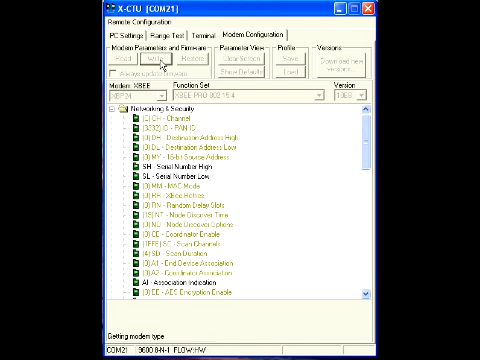 X-CTU [COM21]
Remote Configuration
PC Settings Range Test Terminal Modem Configuration
Modem Parameters and Firmware Parameter View Profile Versions
Read Write Restore Clear Screen Save Download new versions...
Always update firmware Show Defaults Load
Modem: XBEE Function Set Version
XBP24 XBEE PRO 802.15.4 10E8
Networking & Security
(C) CH - Channel
(3332) ID - PAN ID
(0) DH - Destination Address High
(0) DL - Destination Address Low
(0) MY - 16-bit Source Address
SH - Serial Number High
SL - Serial Number Low
(0) MM - MAC Mode
(0) RR - XBee Retries
(0) RN - Random Delay Slots
(19) NT - Node Discover Time
(0) NO - Node Discover Options
(0) CE - Coordinator Enable
(1FFE) SC - Scan Channels
(4) SD - Scan Duration
(0) A1 - End Device Association
(0) A2 - Coordinator Association
AI - Association Indication
(0) EE - AES Encryption Enable
Getting modem type
COM21 9600 8-N-1 FLOW:HW